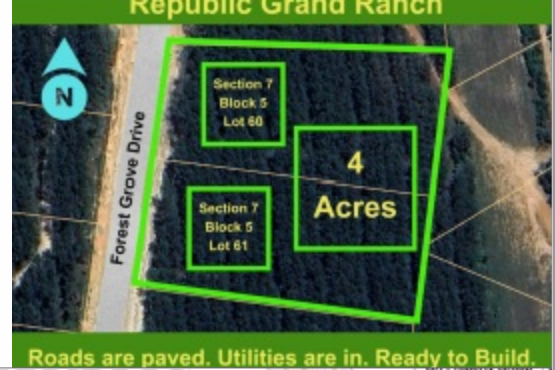 Republic Grand Ranch
N
Section 7
Block 5
Lot 60
4
Acres
Section 7
Block 5
Lot 61
Forest Grove Drive
Roads are paved. Utilities are in. Ready to Build.